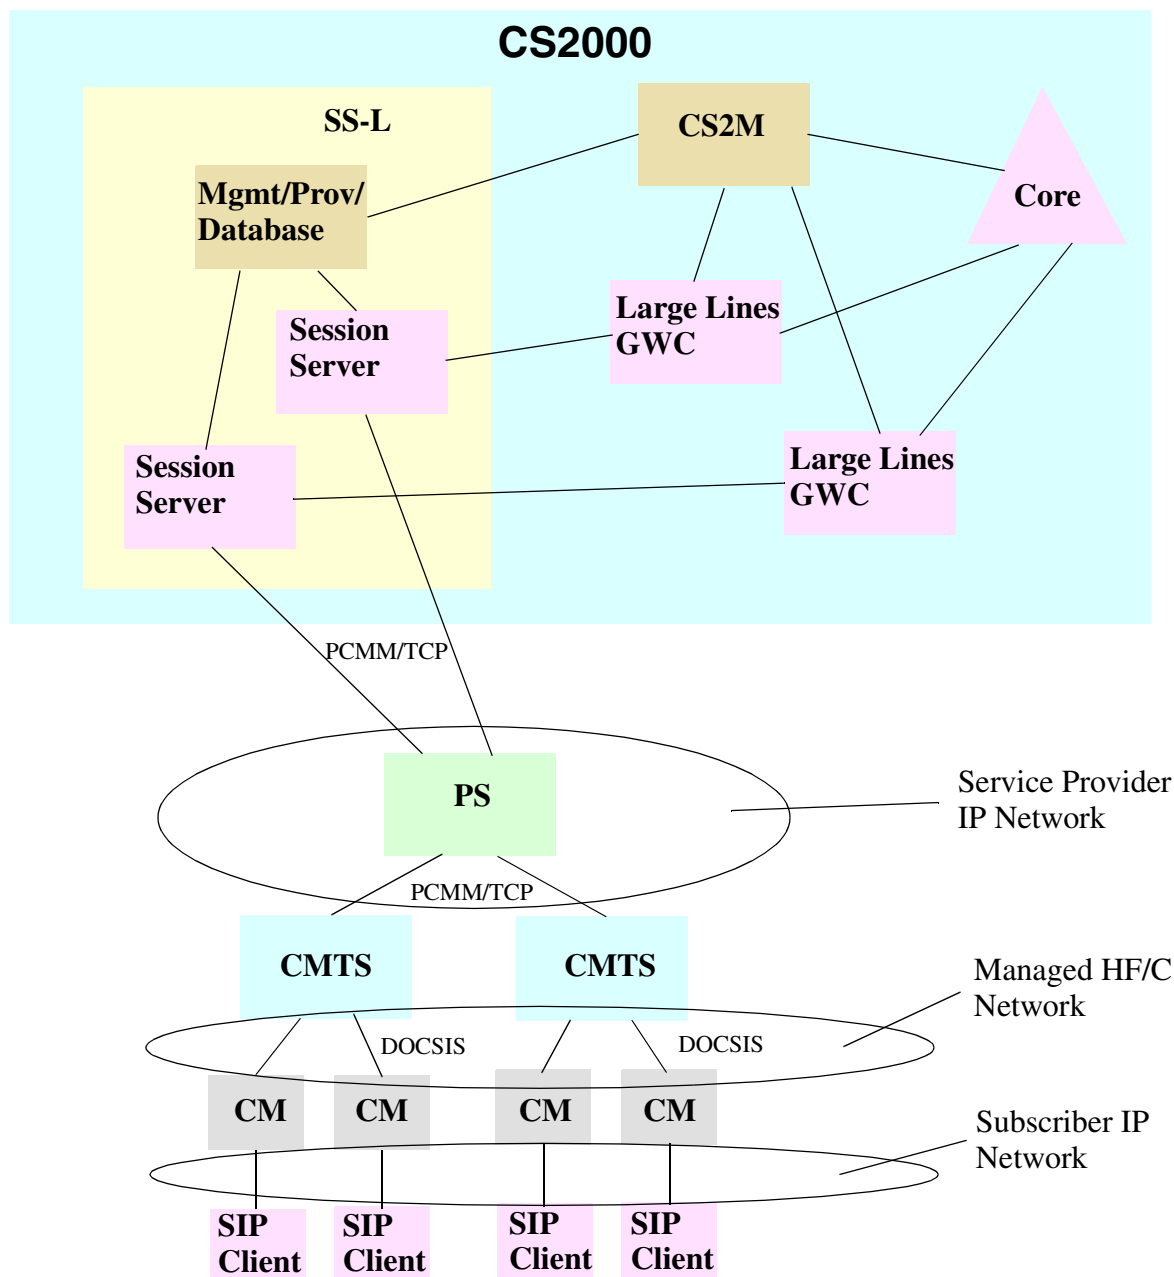 CS2000
SS-L
CS2M
Mgmt/Prov/
Database
Core
Session
Server
Large Lines
GWC
Session
Server
Large Lines
GWC
PCMM/TCP
PS
Service Provider
IP Network
PCMM/TCP
CMTS
CMTS
Managed HF/C
Network
DOCSIS
DOCSIS
CM
CM
CM
CM
Subscriber IP
Network
SIP
Client
SIP
Client
SIP
Client
SIP
Client